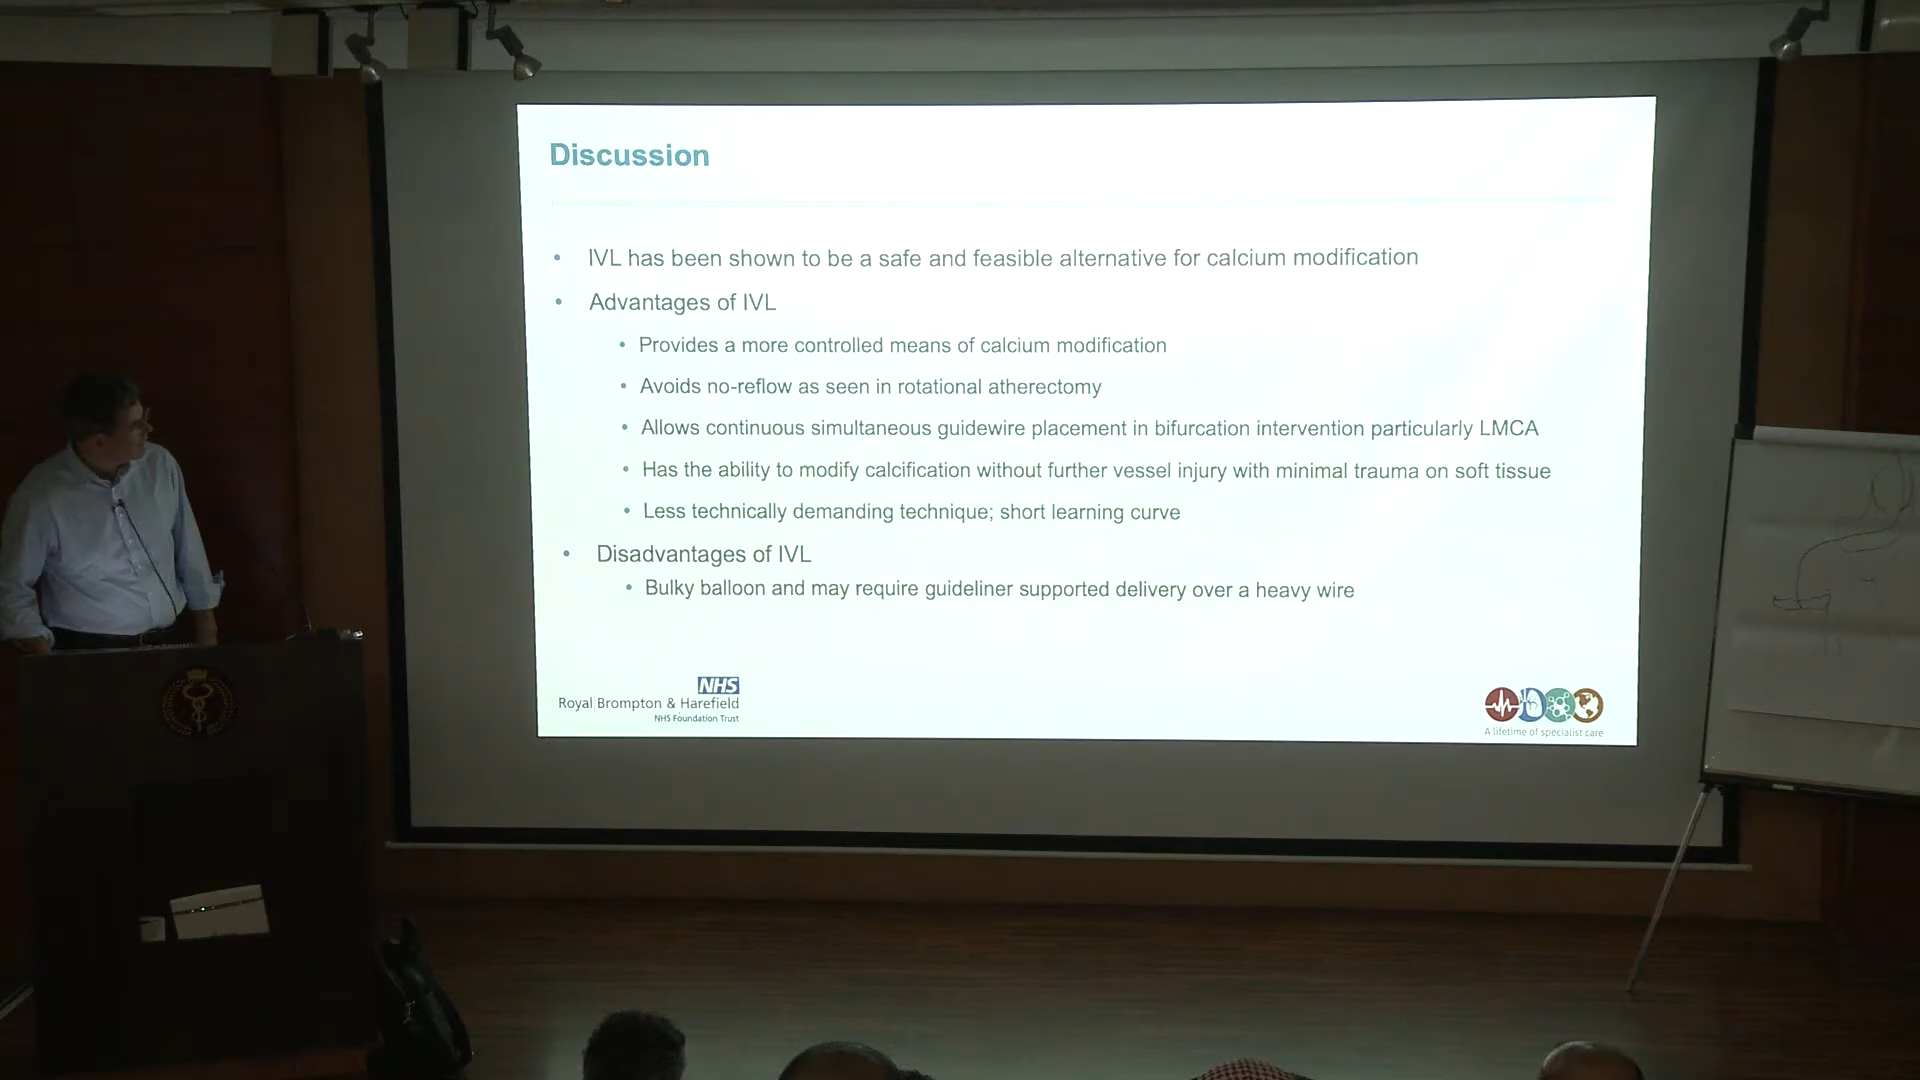 Discussion
• IVL has been shown to be a safe and feasible alternative for calcium modification
• Advantages of IVL
• Provides a more controlled means of calcium modification
• Avoids no-reflow as seen in rotational atherectomy
• Allows continuous simultaneous guidewire placement in bifurcation intervention particularly LMCA
• Has the ability to modify calcification without further vessel injury with minimal trauma on soft tissue
• Less technically demanding technique; short learning curve
• Disadvantages of IVL
• Bulky balloon and may require guideliner supported delivery over a heavy wire
NHS
Royal Brompton & Harefield
NHS Foundation Trust
A lifetime of specialist care